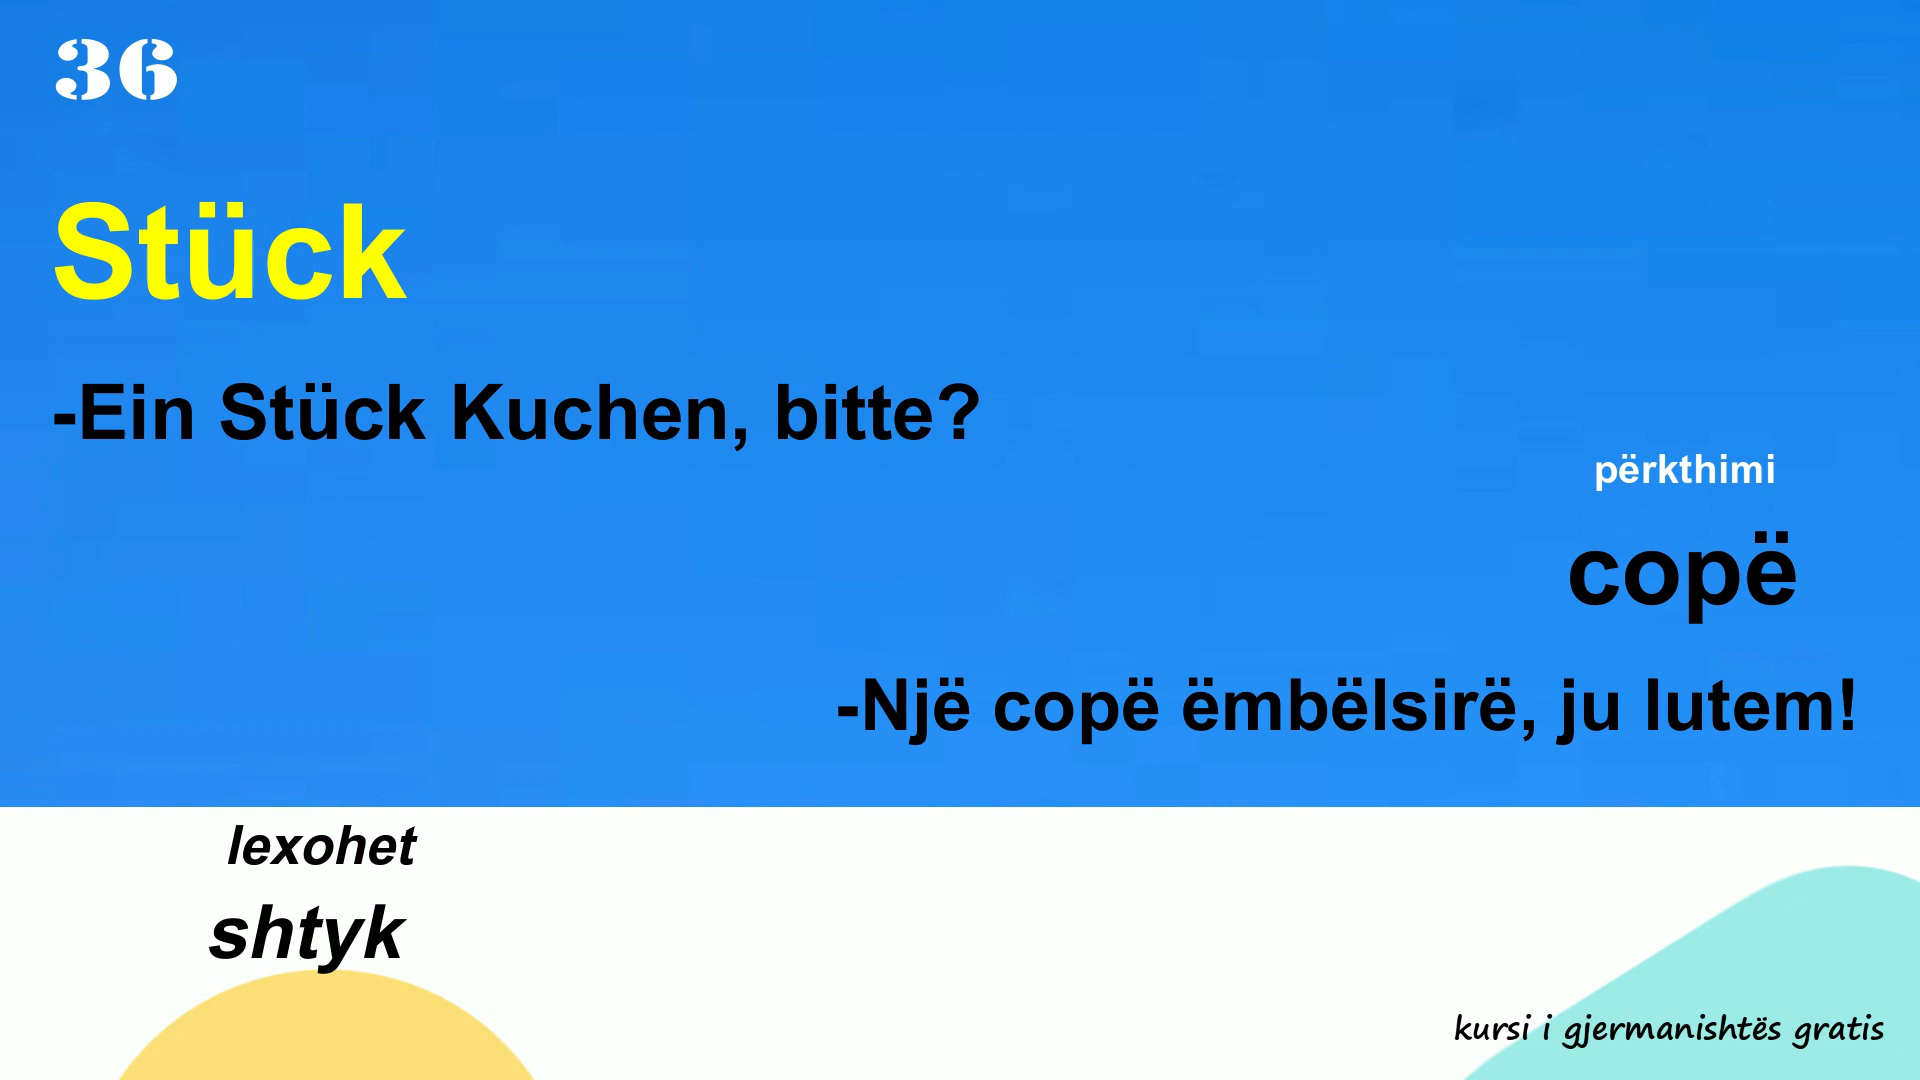 36
Stück
-Ein Stück Kuchen, bitte?
përkthimi
copë
-Një copë ëmbëlsirë, ju lutem!
lexohet
shtyk
kursi i gjermanishtës gratis